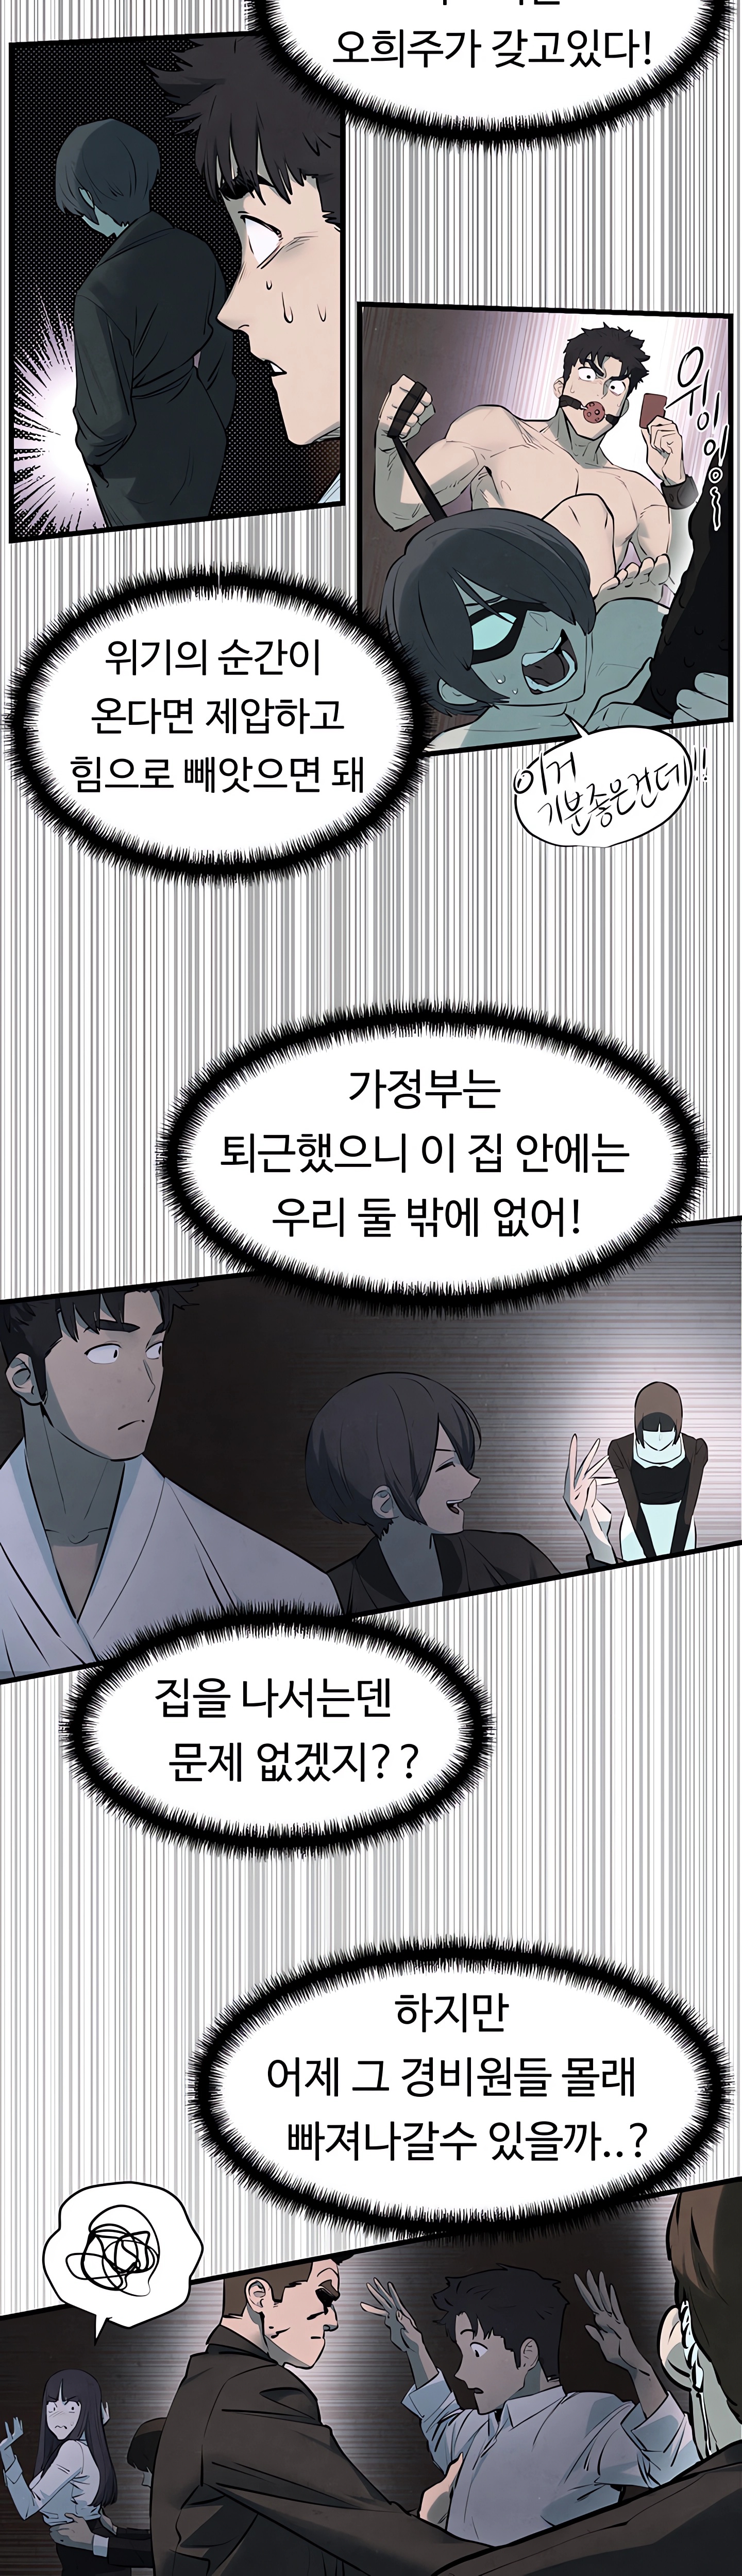 오희주가 갖고있다!
위이이잉
위기의 순간이
온다면 제압하고
힘으로 빼앗으면 돼
이거
기분좋은건데!!
가정부는
퇴근했으니 이 집 안에는
우리 둘 밖에 없어!
집을 나서는덴
문제 없겠지??
하지만
어제 그 경비원들 몰래
빠져나갈수 있을까..?